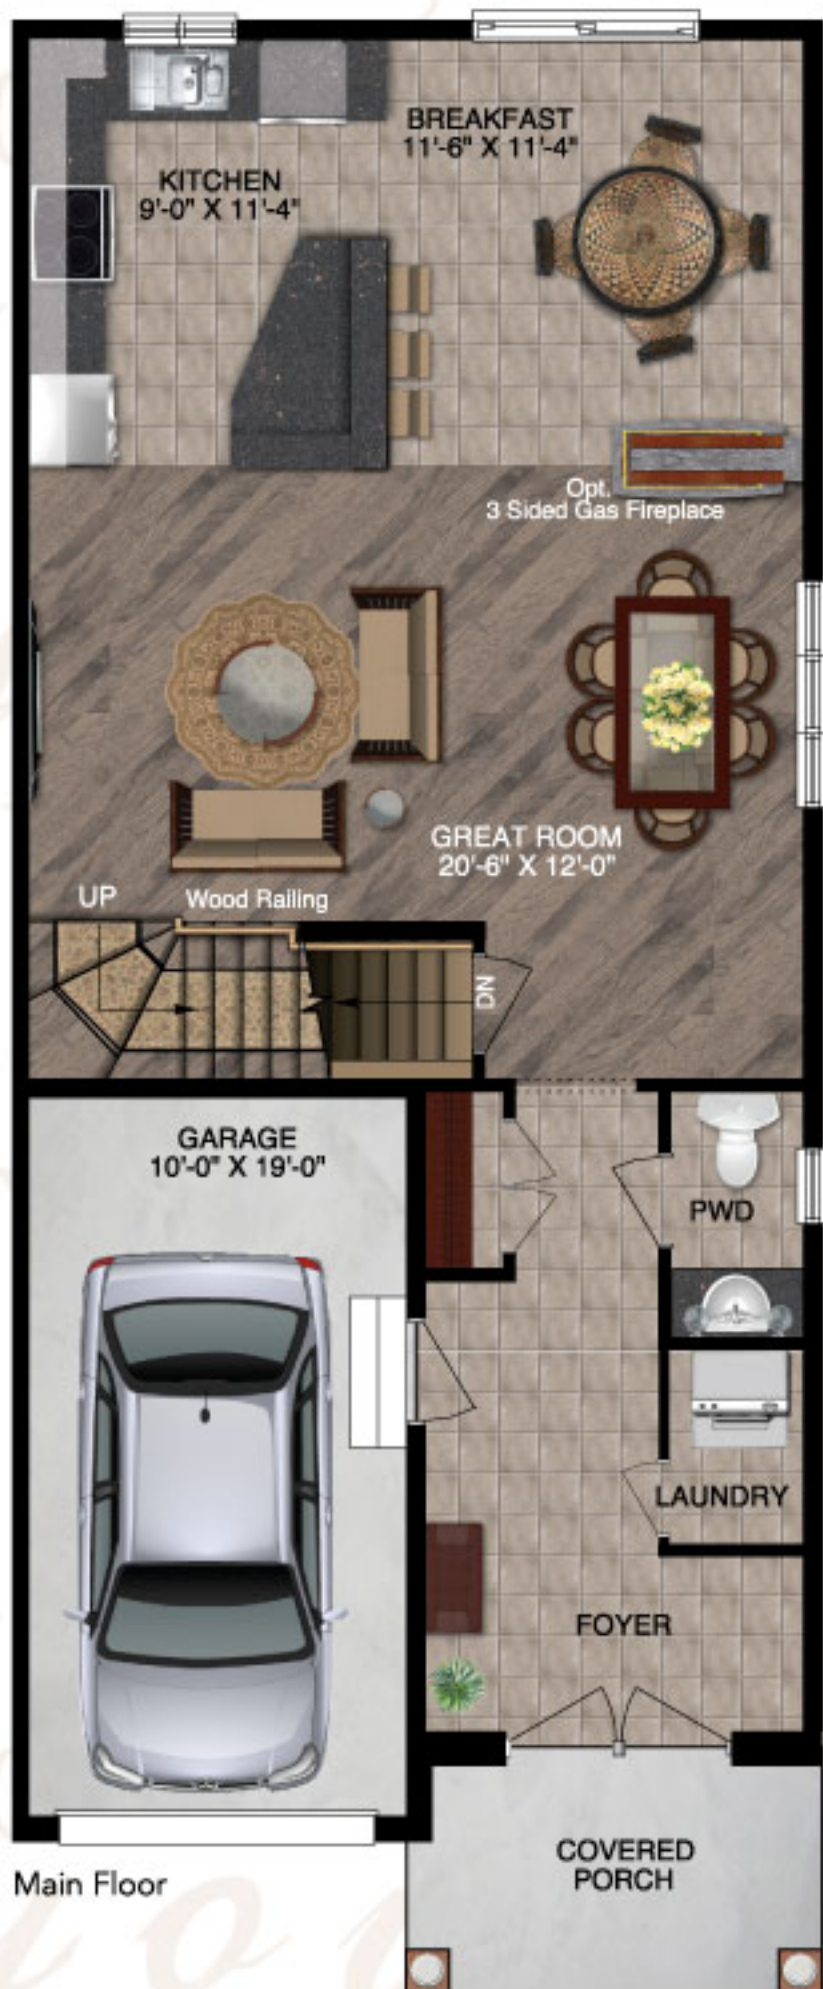 BREAKFAST
11'-6" X 11'-4"
KITCHEN
9'-0" X 11'-4"
Opt.
3 Sided Gas Fireplace
GREAT ROOM
20'-6" X 12'-0"
UP
Wood Railing
DN
GARAGE
10'-0" X 19'-0"
PWD
LAUNDRY
FOYER
COVERED
PORCH
Main Floor